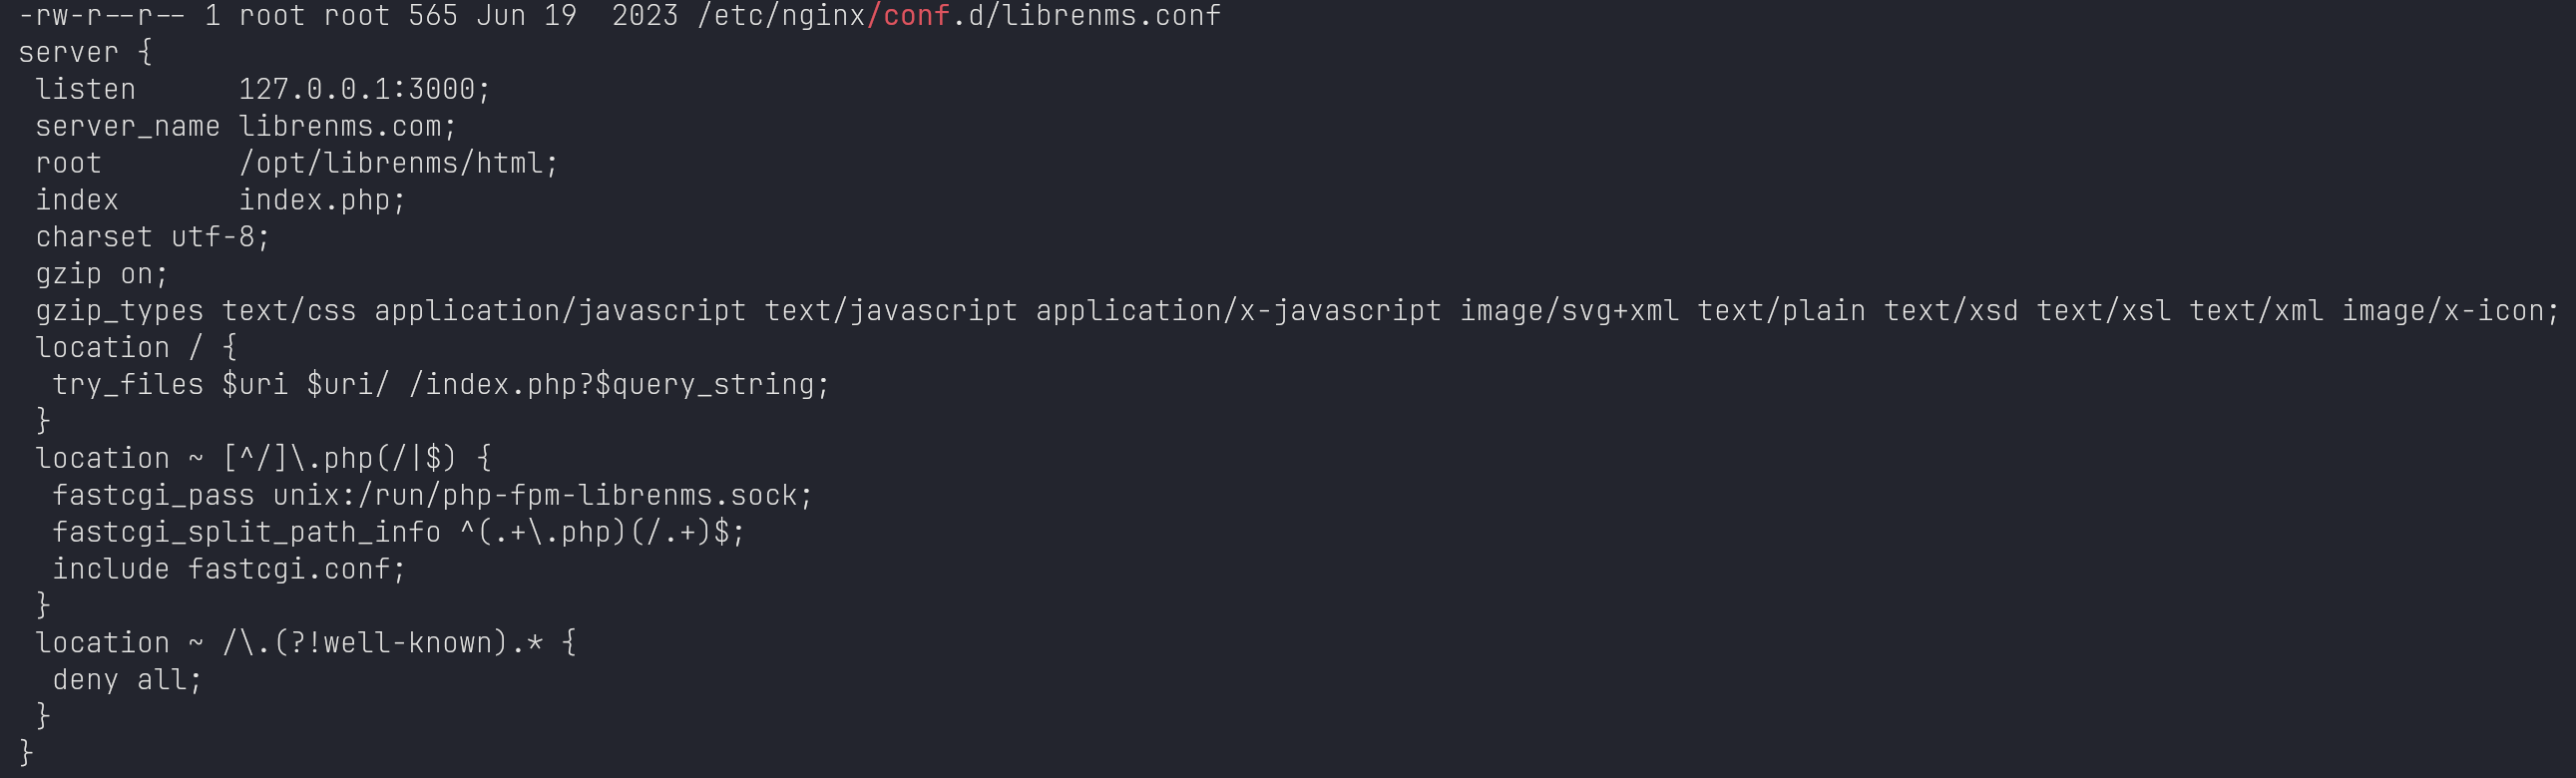 -rw-r--r-- 1 root root 565 Jun 19  2023 /etc/nginx/conf.d/librenms.conf
server {
 listen      127.0.0.1:3000;
 server_name librenms.com;
 root        /opt/librenms/html;
 index       index.php;
 charset utf-8;
 gzip on;
 gzip_types text/css application/javascript text/javascript application/x-javascript image/svg+xml text/plain text/xsd text/xsl text/xml image/x-icon;
 location / {
  try_files $uri $uri/ /index.php?$query_string;
 }
 location ~ [^/]\.php(/|$) {
  fastcgi_pass unix:/run/php-fpm-librenms.sock;
  fastcgi_split_path_info ^(.+\.php)(/.+)$;
  include fastcgi.conf;
 }
 location ~ /\.(?!well-known).* {
  deny all;
 }
}